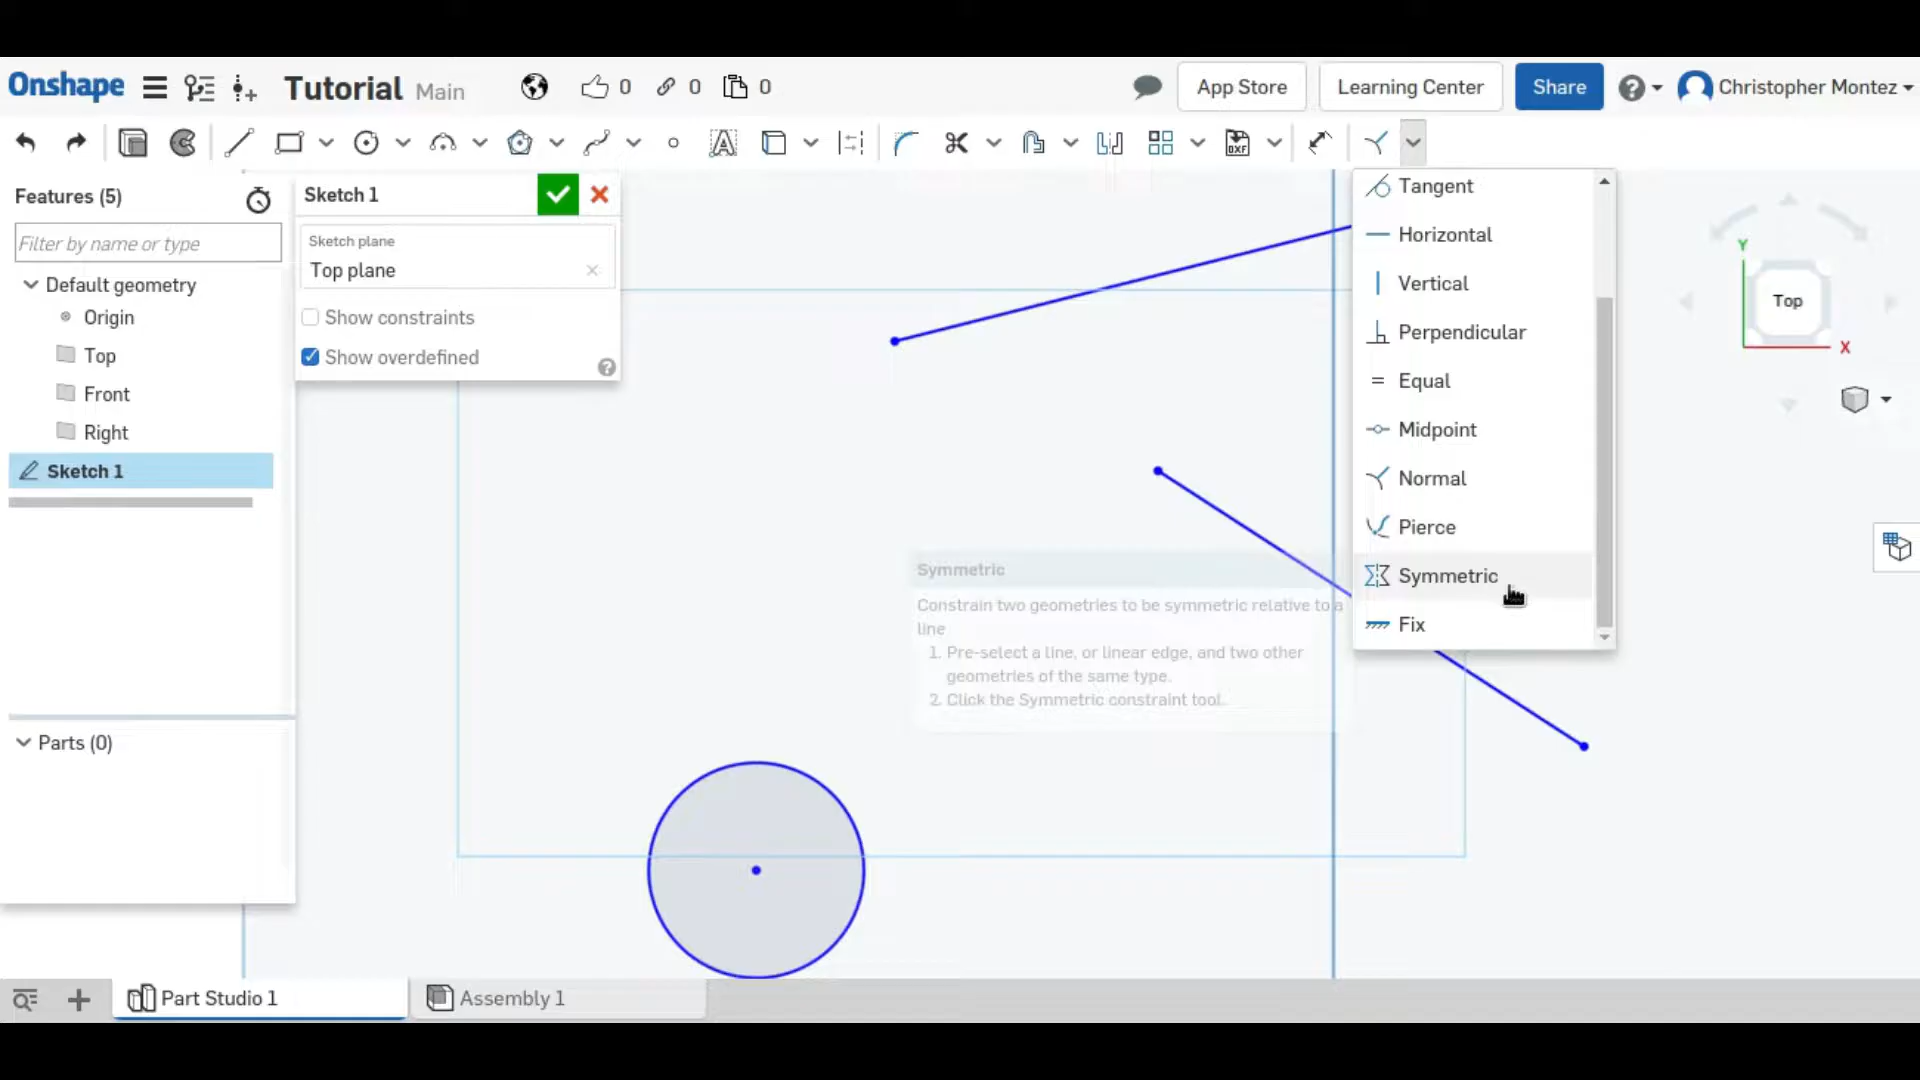 Onshape
Tutorial Main
0
0
0
App Store
Learning Center
Share
?
Christopher Montez
DXF
Features (5)
Filter by name or type
Default geometry
Origin
Top
Front
Right
Sketch 1
Parts (0)
Sketch 1
Sketch plane
Top plane
Show constraints
Show overdefined
?
Symmetric
Constrain two geometries to be symmetric relative to a
line
1. Pre-select a line, or linear edge, and two other
geometries of the same type.
2. Click the Symmetric constraint tool.
Tangent
Horizontal
Vertical
Perpendicular
Equal
Midpoint
Normal
Pierce
Symmetric
Fix
Y
Top
X
Part Studio 1
Assembly 1